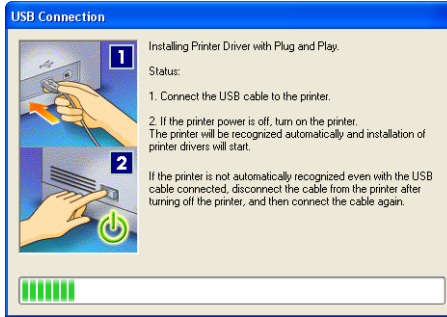 USB Connection
1
2
Installing Printer Driver with Plug and Play.
Status:
1. Connect the USB cable to the printer.
2. If the printer power is off, turn on the printer.
The printer will be recognized automatically and installation of
printer drivers will start.
If the printer is not automatically recognized even with the USB
cable connected, disconnect the cable from the printer after
turning off the printer, and then connect the cable again.